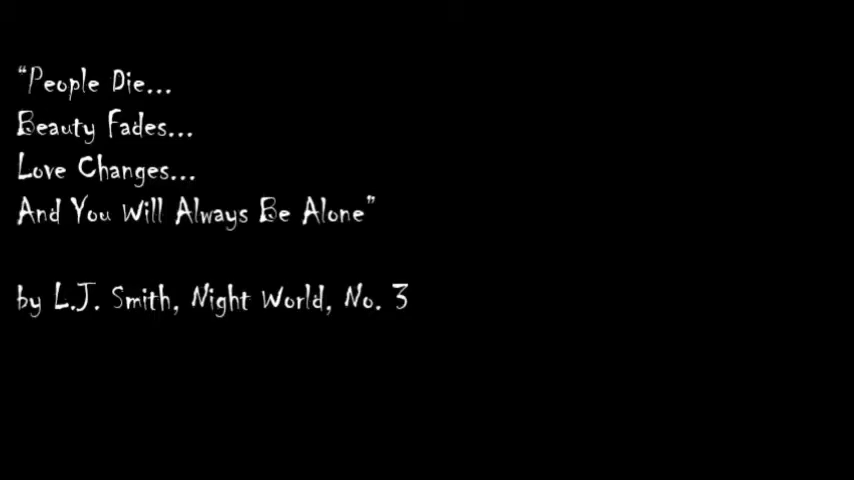 “People Die...
Beauty Fades...
Love Changes...
And You Will Always Be Alone”
by L.J. Smith, Night World, No. 3